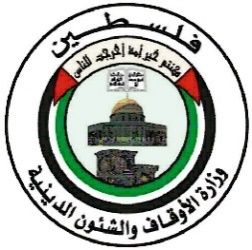 فلسطين
كنتم خير أمة أخرجت للناس
وزارة الأوقاف والشئون الدينية